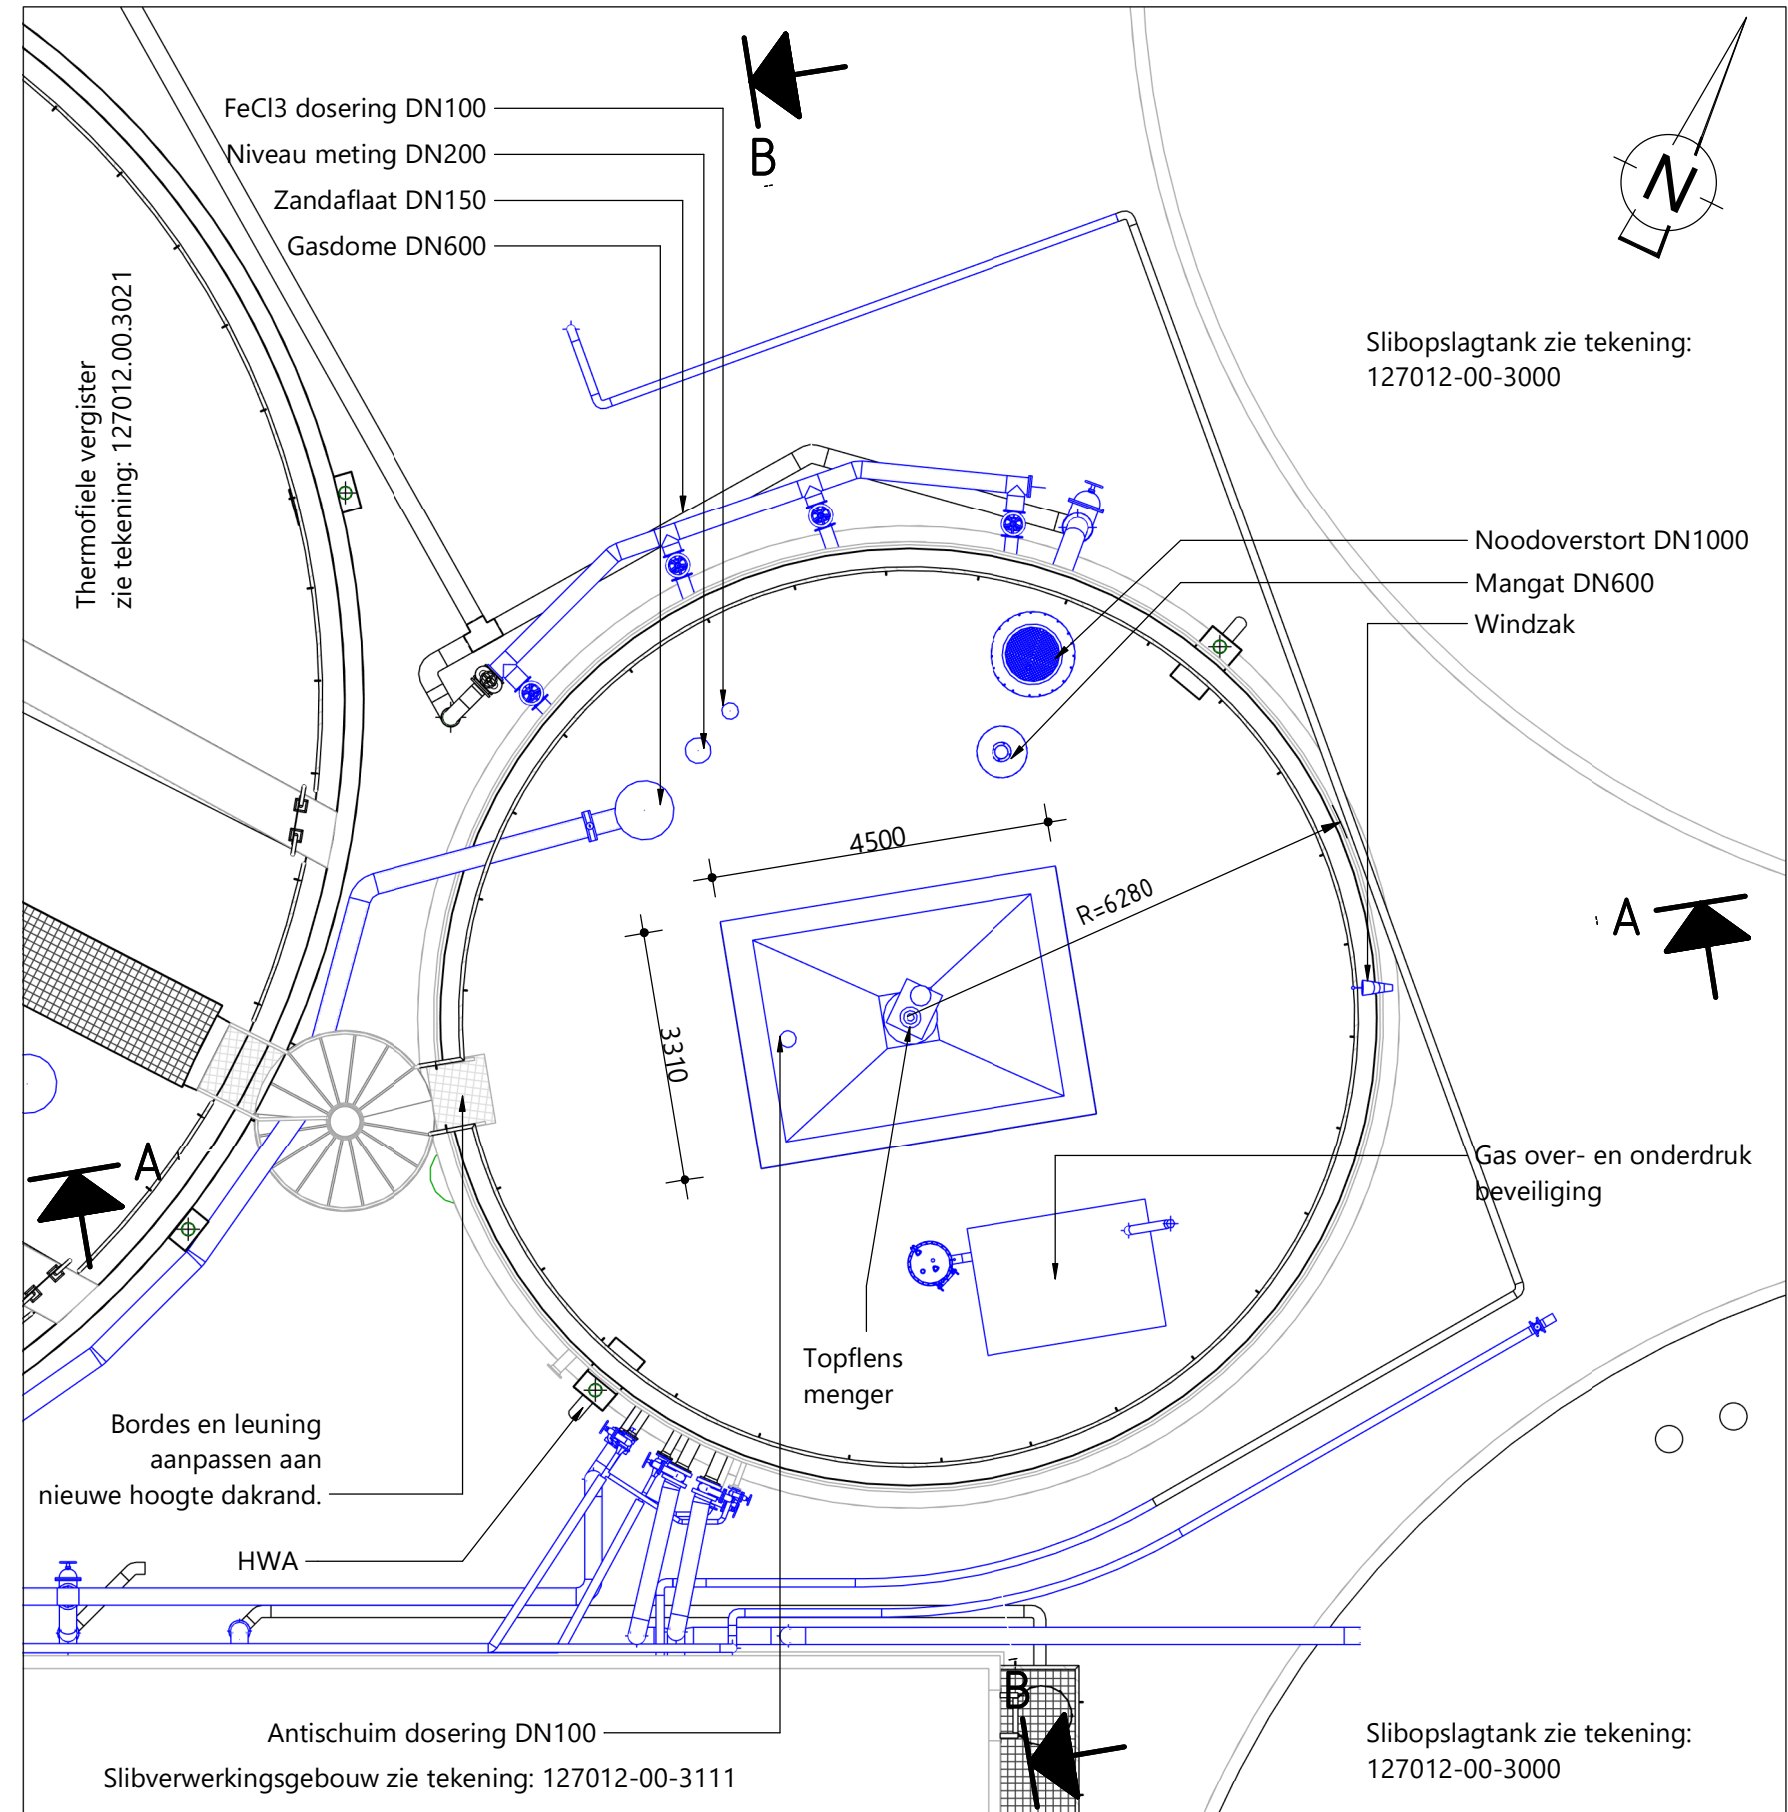 FeCl3 dosering DN100
Niveau meting DN200
Zandaflaat DN150
Gasdome DN600
B
N
Thermofiele vergister
zie tekening: 127012.00.3021
Slibopslagtank zie tekening:
127012-00-3000
Noodoverstort DN1000
Mangat DN600
Windzak
4500
R=6280
A
3310
A
Gas over- en onderdruk
beveiliging
Topflens
menger
Bordes en leuning
aanpassen aan
nieuwe hoogte dakrand.
HWA
B
Antischuim dosering DN100
Slibverwerkingsgebouw zie tekening: 127012-00-3111
Slibopslagtank zie tekening:
127012-00-3000